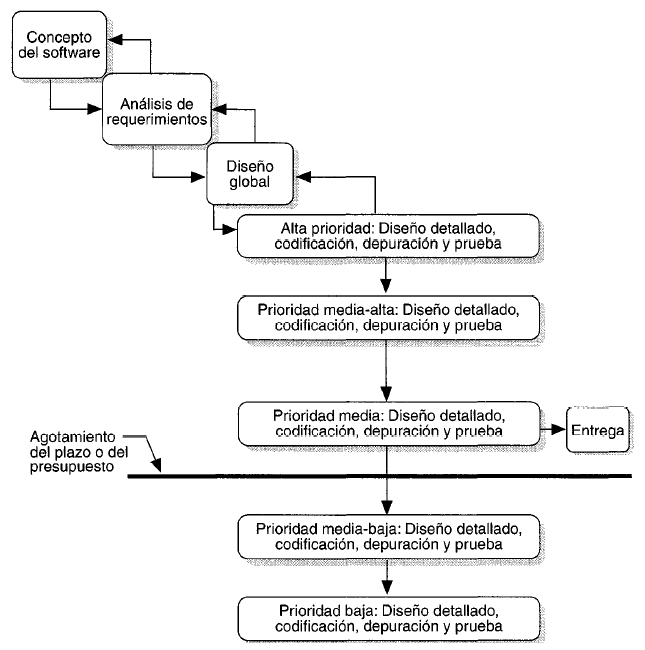 Concepto
del software
Análisis de
requerimientos
Diseño
global
Alta prioridad: Diseño detallado,
codificación, depuración y prueba
Prioridad media-alta: Diseño detallado,
codificación, depuración y prueba
Prioridad media: Diseño detallado,
codificación, depuración y prueba
Entrega
Agotamiento
del plazo o del
presupuesto
Prioridad media-baja: Diseño detallado,
codificación, depuración y prueba
Prioridad baja: Diseño detallado,
codificación, depuración y prueba